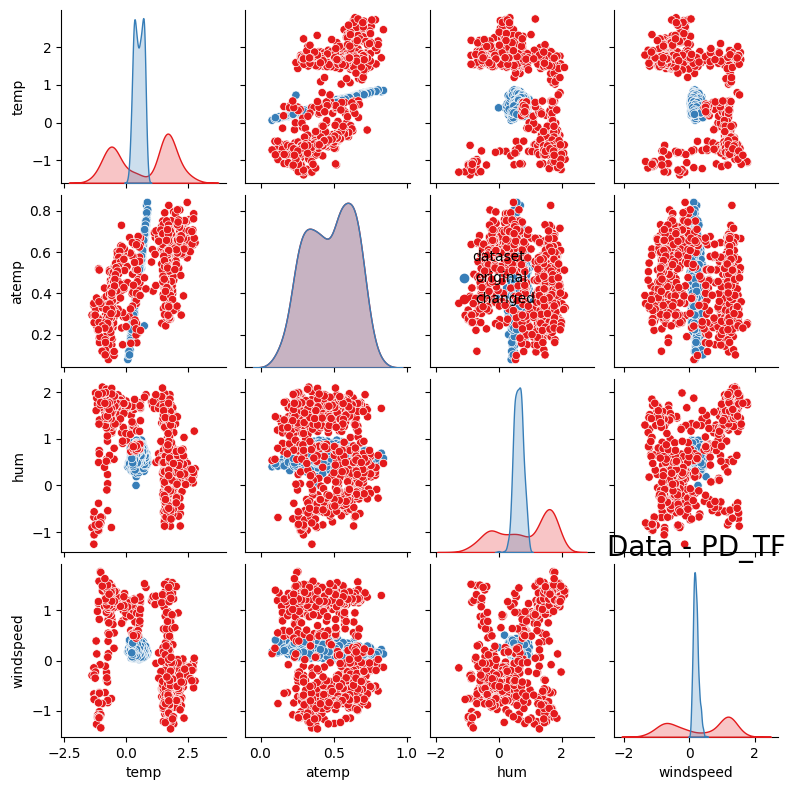 temp
2
1
0
−1
atemp
0.8
0.6
0.4
0.2
dataset
original
changed
hum
2
1
0
−1
Data - PD_TF
windspeed
1
0
−1
−2.5 0.0 2.5
0.0 0.5 1.0
−2 0 2
−2 0 2
temp atemp hum windspeed